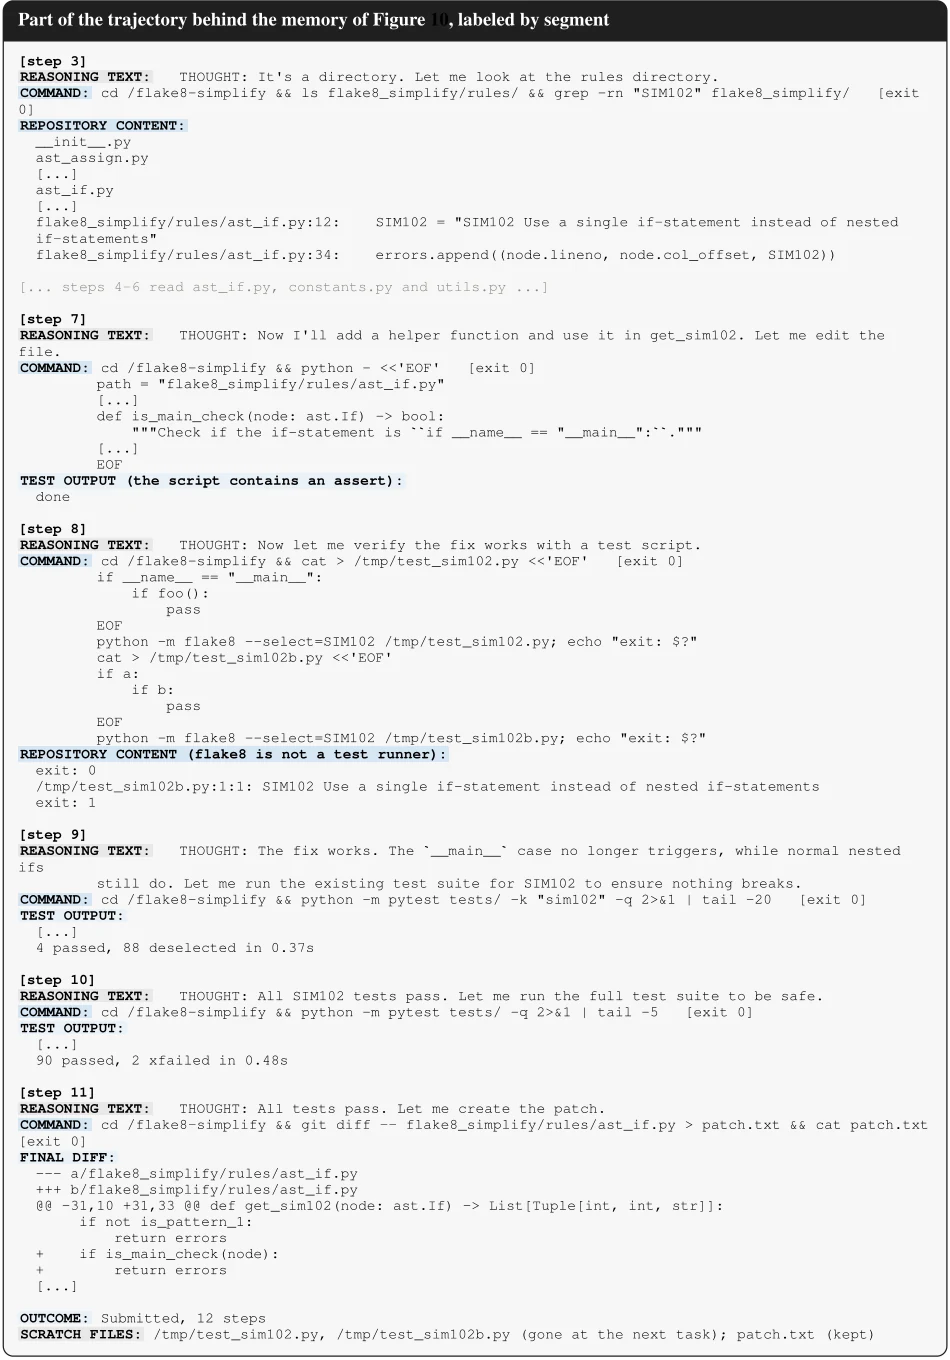 Part of the trajectory behind the memory of Figure 10, labeled by segment
[step 3]
REASONING TEXT: THOUGHT: It's a directory. Let me look at the rules directory.
COMMAND: cd /flake8-simplify && ls flake8_simplify/rules/ && grep -rn "SIM102" flake8_simplify/ [exit
0]
REPOSITORY CONTENT:
__init__.py
ast_assign.py
[...]
ast_if.py
[...]
flake8_simplify/rules/ast_if.py:12: SIM102 = "SIM102 Use a single if-statement instead of nested
if-statements"
flake8_simplify/rules/ast_if.py:34: errors.append((node.lineno, node.col_offset, SIM102))
[... steps 4-6 read ast_if.py, constants.py and utils.py ...]
[step 7]
REASONING TEXT: THOUGHT: Now I'll add a helper function and use it in get_sim102. Let me edit the
file.
COMMAND: cd /flake8-simplify && python - <<'EOF' [exit 0]
path = "flake8_simplify/rules/ast_if.py"
[...]
def is_main_check(node: ast.If) -> bool:
"""Check if the if-statement is ``if __name__ == "__main__":``."""
[...]
EOF
TEST OUTPUT (the script contains an assert):
done
[step 8]
REASONING TEXT: THOUGHT: Now let me verify the fix works with a test script.
COMMAND: cd /flake8-simplify && cat > /tmp/test_sim102.py <<'EOF' [exit 0]
if __name__ == "__main__":
if foo():
pass
EOF
python -m flake8 --select=SIM102 /tmp/test_sim102.py; echo "exit: $?"
cat > /tmp/test_sim102b.py <<'EOF'
if a:
if b:
pass
EOF
python -m flake8 --select=SIM102 /tmp/test_sim102b.py; echo "exit: $?"
REPOSITORY CONTENT (flake8 is not a test runner):
exit: 0
/tmp/test_sim102b.py:1:1: SIM102 Use a single if-statement instead of nested if-statements
exit: 1
[step 9]
REASONING TEXT: THOUGHT: The fix works. The `__main__` case no longer triggers, while normal nested
ifs
still do. Let me run the existing test suite for SIM102 to ensure nothing breaks.
COMMAND: cd /flake8-simplify && python -m pytest tests/ -k "sim102" -q 2>&1 | tail -20 [exit 0]
TEST OUTPUT:
[...]
4 passed, 88 deselected in 0.37s
[step 10]
REASONING TEXT: THOUGHT: All SIM102 tests pass. Let me run the full test suite to be safe.
COMMAND: cd /flake8-simplify && python -m pytest tests/ -q 2>&1 | tail -5 [exit 0]
TEST OUTPUT:
[...]
90 passed, 2 xfailed in 0.48s
[step 11]
REASONING TEXT: THOUGHT: All tests pass. Let me create the patch.
COMMAND: cd /flake8-simplify && git diff -- flake8_simplify/rules/ast_if.py > patch.txt && cat patch.txt
[exit 0]
FINAL DIFF:
--- a/flake8_simplify/rules/ast_if.py
+++ b/flake8_simplify/rules/ast_if.py
@@ -31,10 +31,33 @@ def get_sim102(node: ast.If) -> List[Tuple[int, int, str]]:
if not is_pattern_1:
return errors
+ if is_main_check(node):
+ return errors
[...]
OUTCOME: Submitted, 12 steps
SCRATCH FILES: /tmp/test_sim102.py, /tmp/test_sim102b.py (gone at the next task); patch.txt (kept)